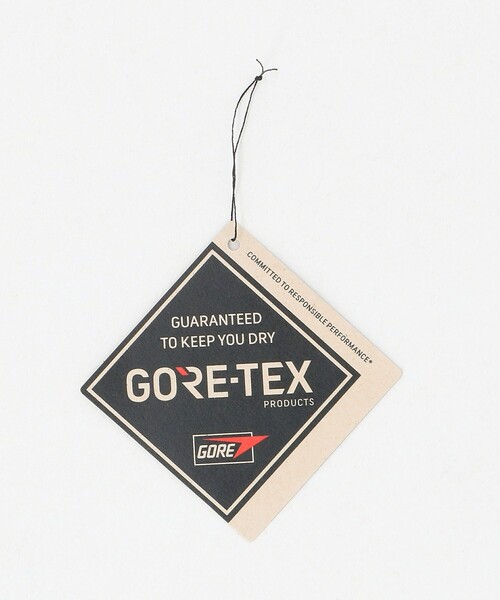 COMMITTED TO RESPONSIBLE PERFORMANCE*
GUARANTEED
TO KEEP YOU DRY
GORE-TEX
PRODUCTS
GORE